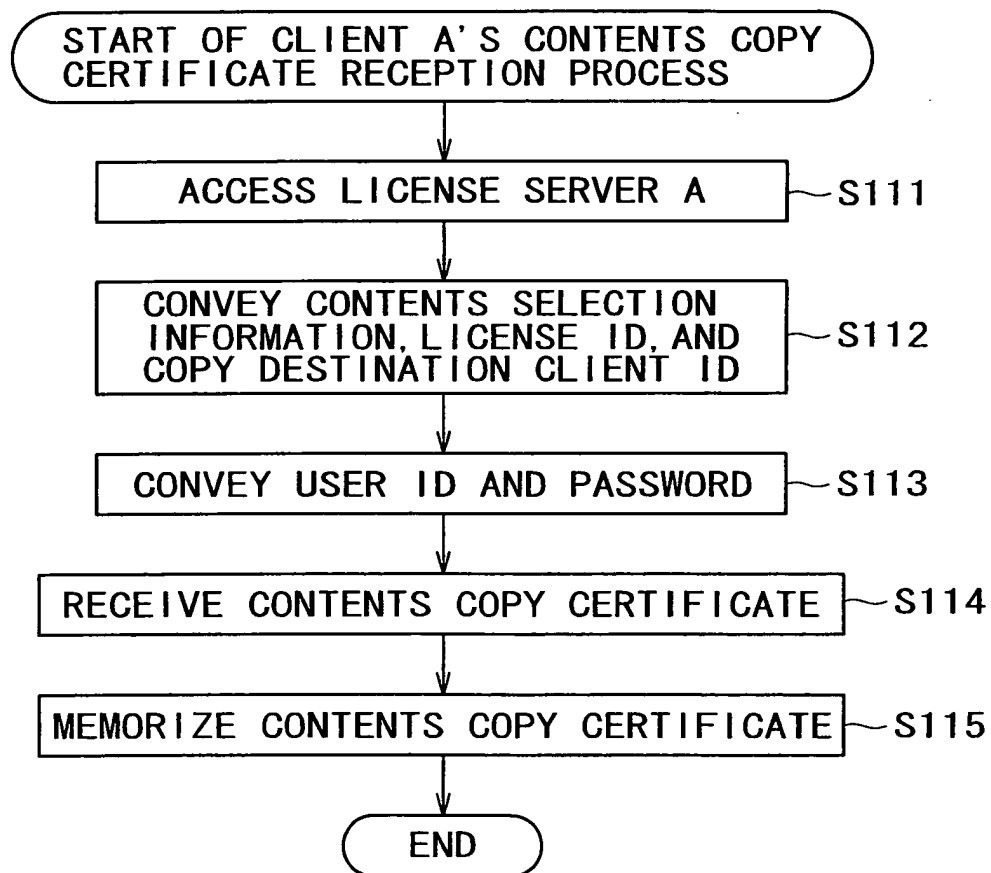 START OF CLIENT A'S CONTENTS COPY
CERTIFICATE RECEPTION PROCESS
ACCESS LICENSE SERVER A
S111
CONVEY CONTENTS SELECTION
INFORMATION, LICENSE ID, AND
COPY DESTINATION CLIENT ID
S112
CONVEY USER ID AND PASSWORD
S113
RECEIVE CONTENTS COPY CERTIFICATE
S114
MEMORIZE CONTENTS COPY CERTIFICATE
S115
END